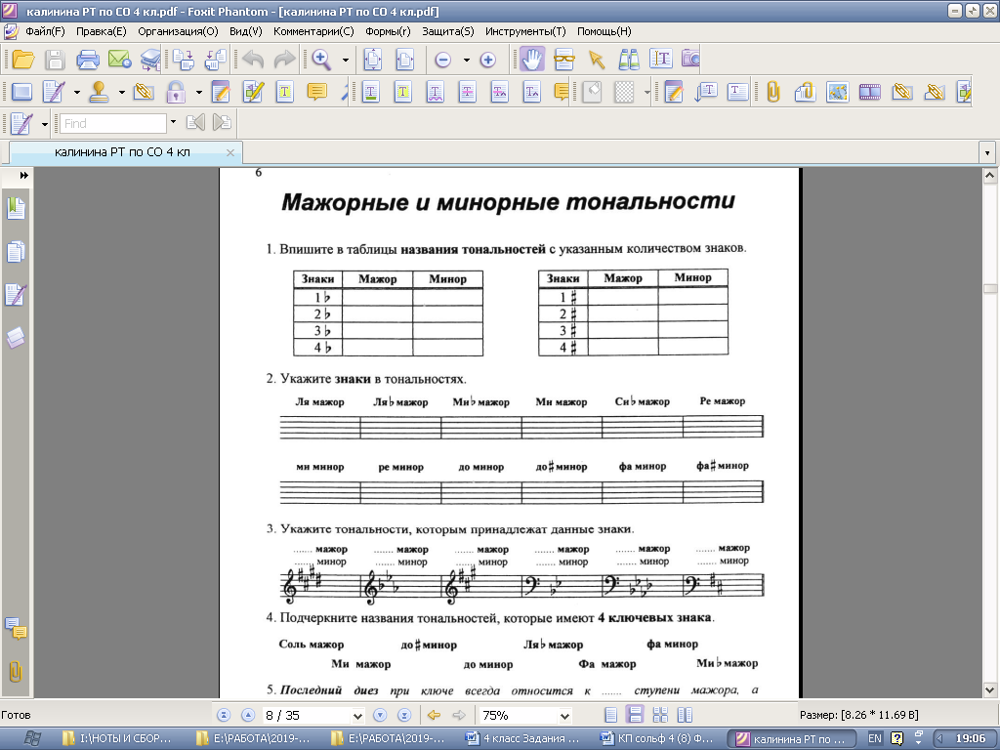 калинина РТ по СО 4 кл.pdf - Foxit Phantom - [калинина РТ по СО 4 кл.pdf]
Файл(F) Правка(E) Организация(O) Вид(V) Комментарии(C) Формы(r) Защита(S) Инструменты(T) Помощь(H)
Find
калинина РТ по СО 4 кл
6
Мажорные и минорные тональности
1. Впишите в таблицы названия тональностей с указанным количеством знаков.
Знаки Мажор Минор Знаки Мажор Минор
1♭ 1♯
2♭ 2♯
3♭ 3♯
4♭ 4♯
2. Укажите знаки в тональностях.
Ля мажор Ля♭мажор Ми♭мажор Ми мажор Си♭мажор Ре мажор
ми минор ре минор до минор до♯минор фа минор фа♯минор
3. Укажите тональности, которым принадлежат данные знаки.
....... мажор ....... мажор ....... мажор ....... мажор ....... мажор ....... мажор
....... минор ....... минор ....... минор ....... минор ....... минор ....... минор
4. Подчеркните названия тональностей, которые имеют 4 ключевых знака.
Соль мажор до♯минор Ля♭мажор фа минор
Ми мажор до минор Фа мажор Ми♭мажор
5. Последний диез при ключе всегда относится к ...... ступени мажора, а
Готов 8 / 35 75% Размер: [8.26 * 11.69 В]
I:\НОТЫ И СБОР... E:\РАБОТА\2019-... E:\РАБОТА\2019-... 4 класс Задания ... КП сольф 4 (8) Ф... калинина РТ по ... EN 19:06